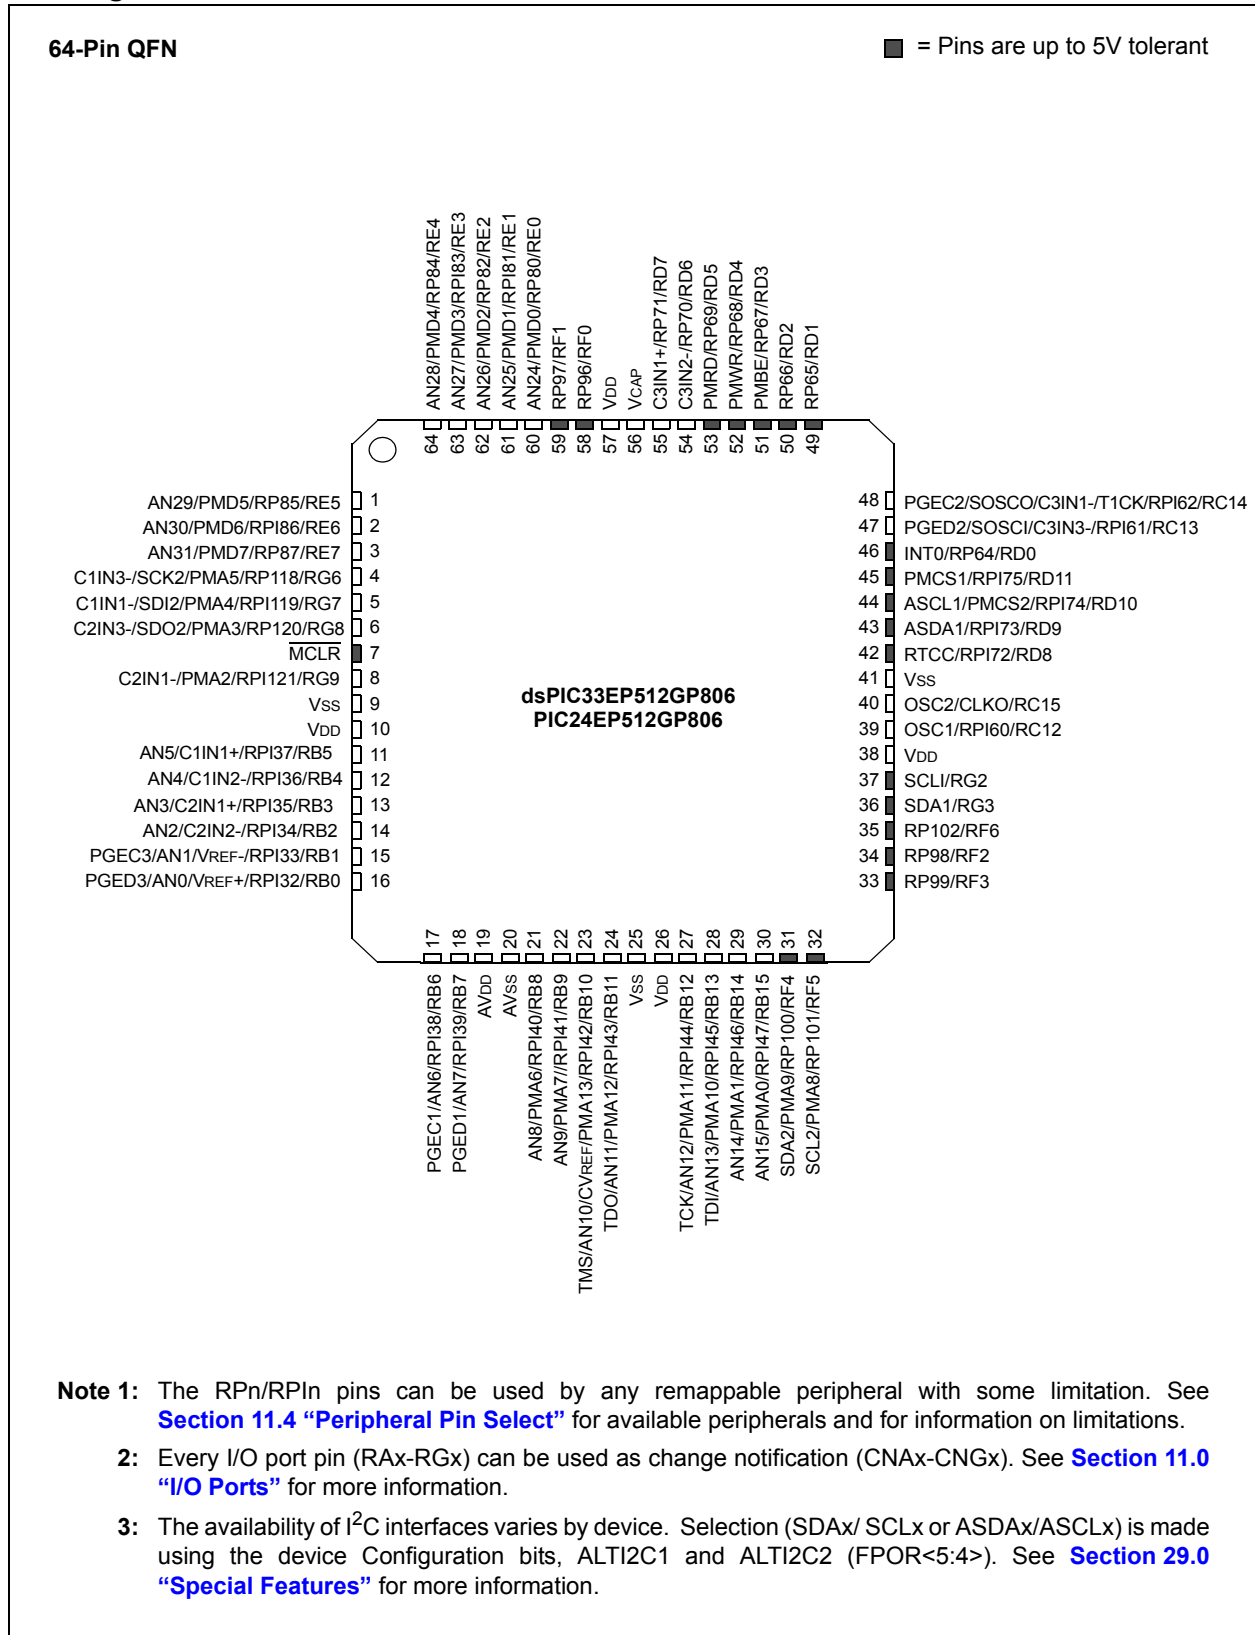 64-Pin QFN
= Pins are up to 5V tolerant
AN28/PMD4/RP84/RE4
AN27/PMD3/RPI83/RE3
AN26/PMD2/RP82/RE2
AN25/PMD1/RPI81/RE1
AN24/PMD0/RP80/RE0
RP97/RF1
RP96/RF0
VDD
VCAP
C3IN1+/RP71/RD7
C3IN2-/RP70/RD6
PMRD/RP69/RD5
PMWR/RP68/RD4
PMBE/RP67/RD3
RP66/RD2
RP65/RD1
64 63 62 61 60 59 58 57 56 55 54 53 52 51 50 49
AN29/PMD5/RP85/RE5 1
AN30/PMD6/RPI86/RE6 2
AN31/PMD7/RP87/RE7 3
C1IN3-/SCK2/PMA5/RP118/RG6 4
C1IN1-/SDI2/PMA4/RPI119/RG7 5
C2IN3-/SDO2/PMA3/RP120/RG8 6
MCLR 7
C2IN1-/PMA2/RPI121/RG9 8
VSS 9
VDD 10
AN5/C1IN1+/RPI37/RB5 11
AN4/C1IN2-/RPI36/RB4 12
AN3/C2IN1+/RPI35/RB3 13
AN2/C2IN2-/RPI34/RB2 14
PGEC3/AN1/VREF-/RPI33/RB1 15
PGED3/AN0/VREF+/RPI32/RB0 16
dsPIC33EP512GP806
PIC24EP512GP806
48 PGEC2/SOSCO/C3IN1-/T1CK/RPI62/RC14
47 PGED2/SOSCI/C3IN3-/RPI61/RC13
46 INT0/RP64/RD0
45 PMCS1/RPI75/RD11
44 ASCL1/PMCS2/RPI74/RD10
43 ASDA1/RPI73/RD9
42 RTCC/RPI72/RD8
41 VSS
40 OSC2/CLKO/RC15
39 OSC1/RPI60/RC12
38 VDD
37 SCLI/RG2
36 SDA1/RG3
35 RP102/RF6
34 RP98/RF2
33 RP99/RF3
17 18 19 20 21 22 23 24 25 26 27 28 29 30 31 32
PGEC1/AN6/RPI38/RB6
PGED1/AN7/RPI39/RB7
AVDD
AVSS
AN8/PMA6/RPI40/RB8
AN9/PMA7//RPI41/RB9
TMS/AN10/CVREF/PMA13/RPI42/RB10
TDO/AN11/PMA12/RPI43/RB11
VSS
VDD
TCK/AN12/PMA11/RPI44/RB12
TDI/AN13/PMA10/RPI45/RB13
AN14/PMA1/RPI46/RB14
AN15/PMA0/RPI47/RB15
SDA2/PMA9/RP100/RF4
SCL2/PMA8/RP101/RF5
Note 1: The RPn/RPIn pins can be used by any remappable peripheral with some limitation. See
Section 11.4 “Peripheral Pin Select” for available peripherals and for information on limitations.
2: Every I/O port pin (RAx-RGx) can be used as change notification (CNAx-CNGx). See Section 11.0
“I/O Ports” for more information.
3: The availability of I2C interfaces varies by device. Selection (SDAx/ SCLx or ASDAx/ASCLx) is made
using the device Configuration bits, ALTI2C1 and ALTI2C2 (FPOR<5:4>). See Section 29.0
“Special Features” for more information.